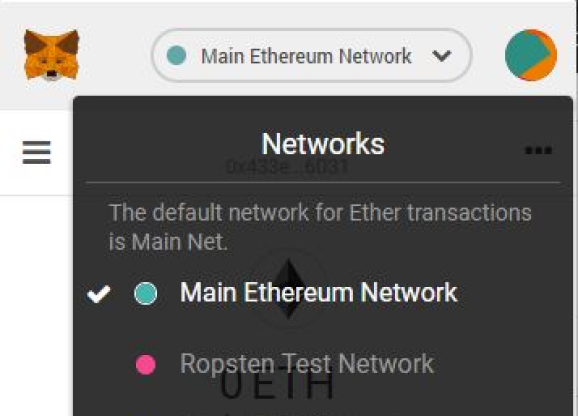 Main Ethereum Network
Networks
0x433e...6031
The default network for Ether transactions
is Main Net.
Main Ethereum Network
Ropsten Test Network
0 ETH